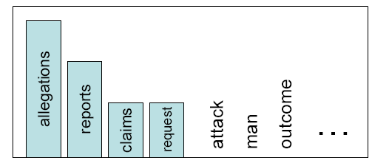 allegations
reports
claims
request
attack
man
outcome
...